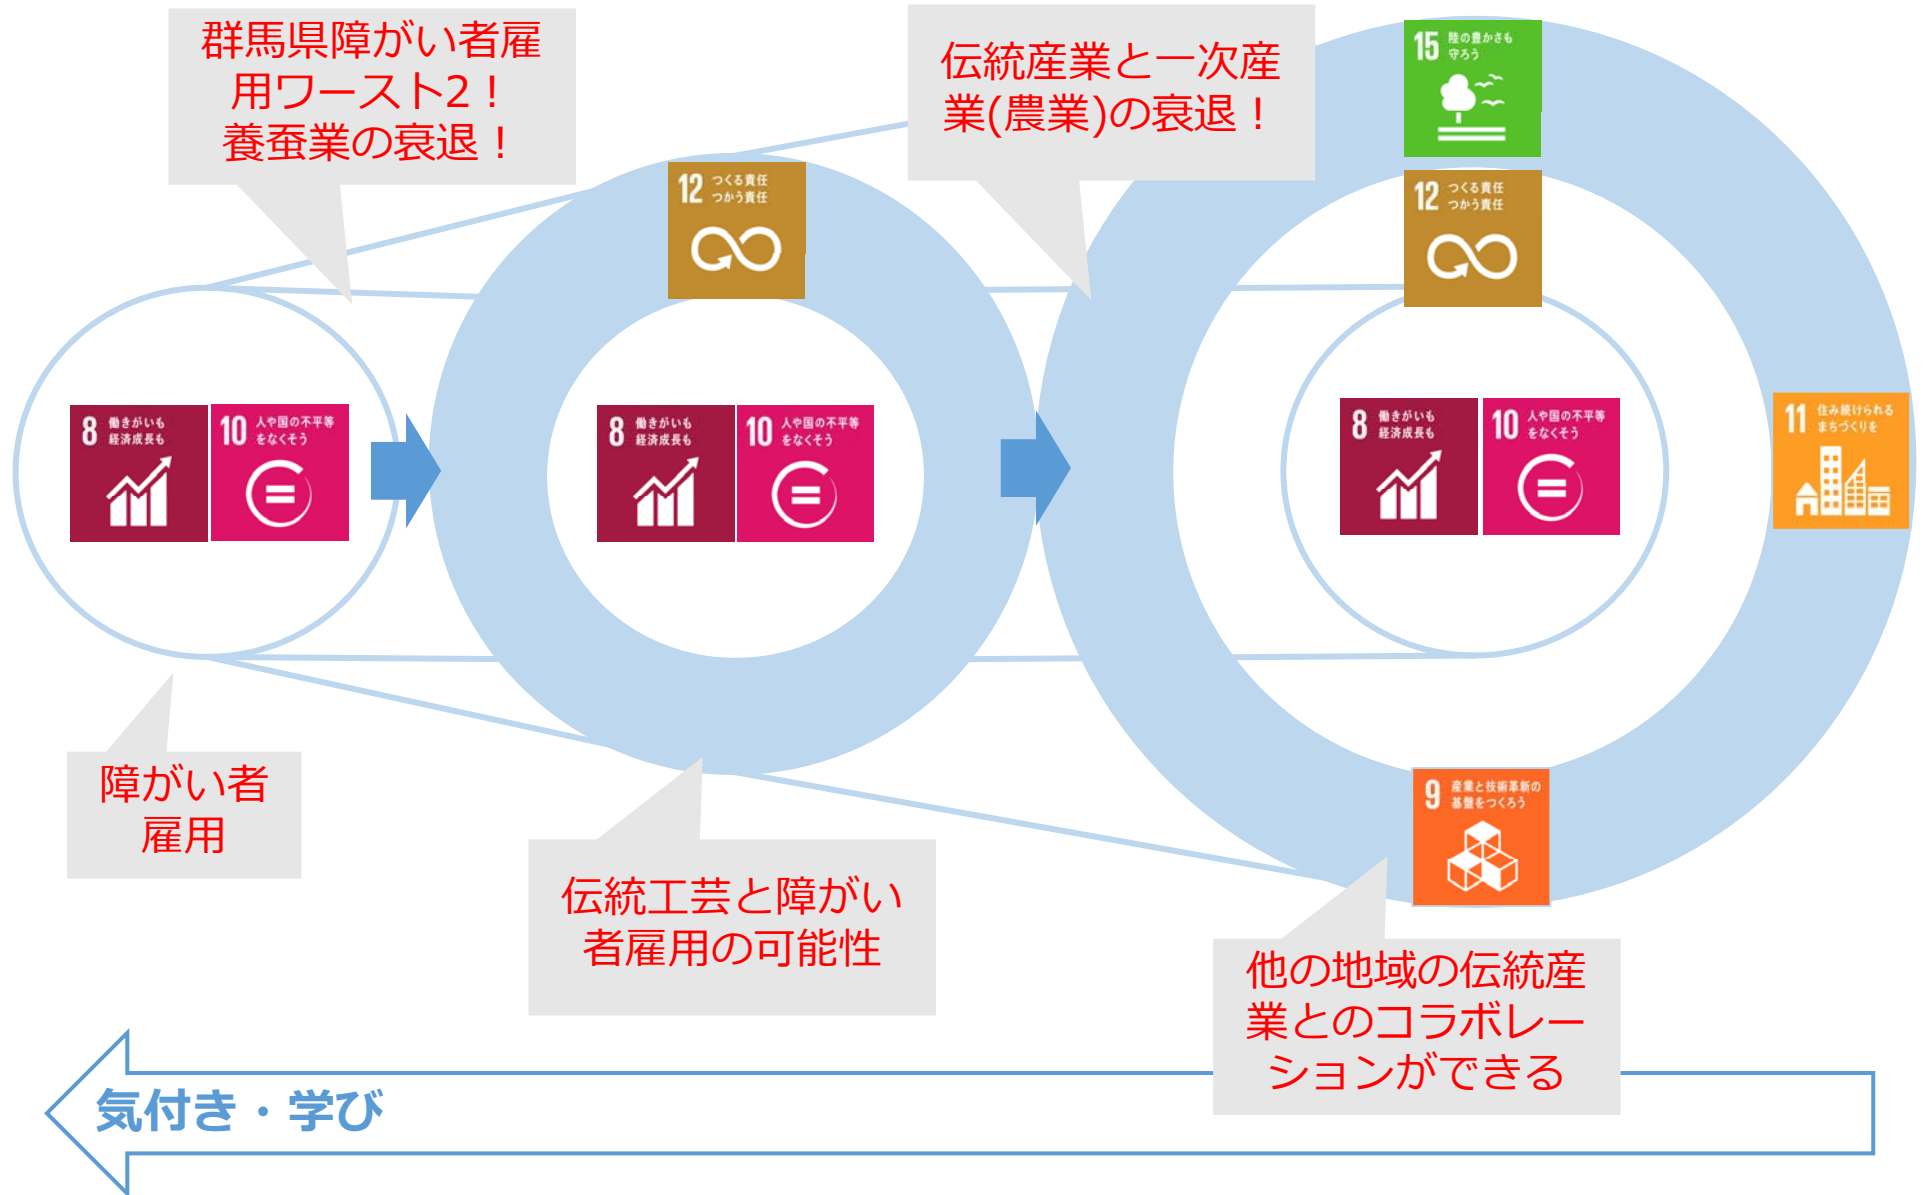 群馬県障がい者雇
用ワースト2！
養蚕業の衰退！
伝統産業と一次産
業(農業)の衰退！
15 陸の豊かさも
守ろう
12 つくる責任
つかう責任
12 つくる責任
つかう責任
8 働きがいも
経済成長も
10 人や国の不平等
をなくそう
8 働きがいも
経済成長も
10 人や国の不平等
をなくそう
8 働きがいも
経済成長も
10 人や国の不平等
をなくそう
11 住み続けられる
まちづくりを
障がい者
雇用
伝統工芸と障がい
者雇用の可能性
9 産業と技術革新の
基盤をつくろう
他の地域の伝統産
業とのコラボレー
ションができる
気付き・学び